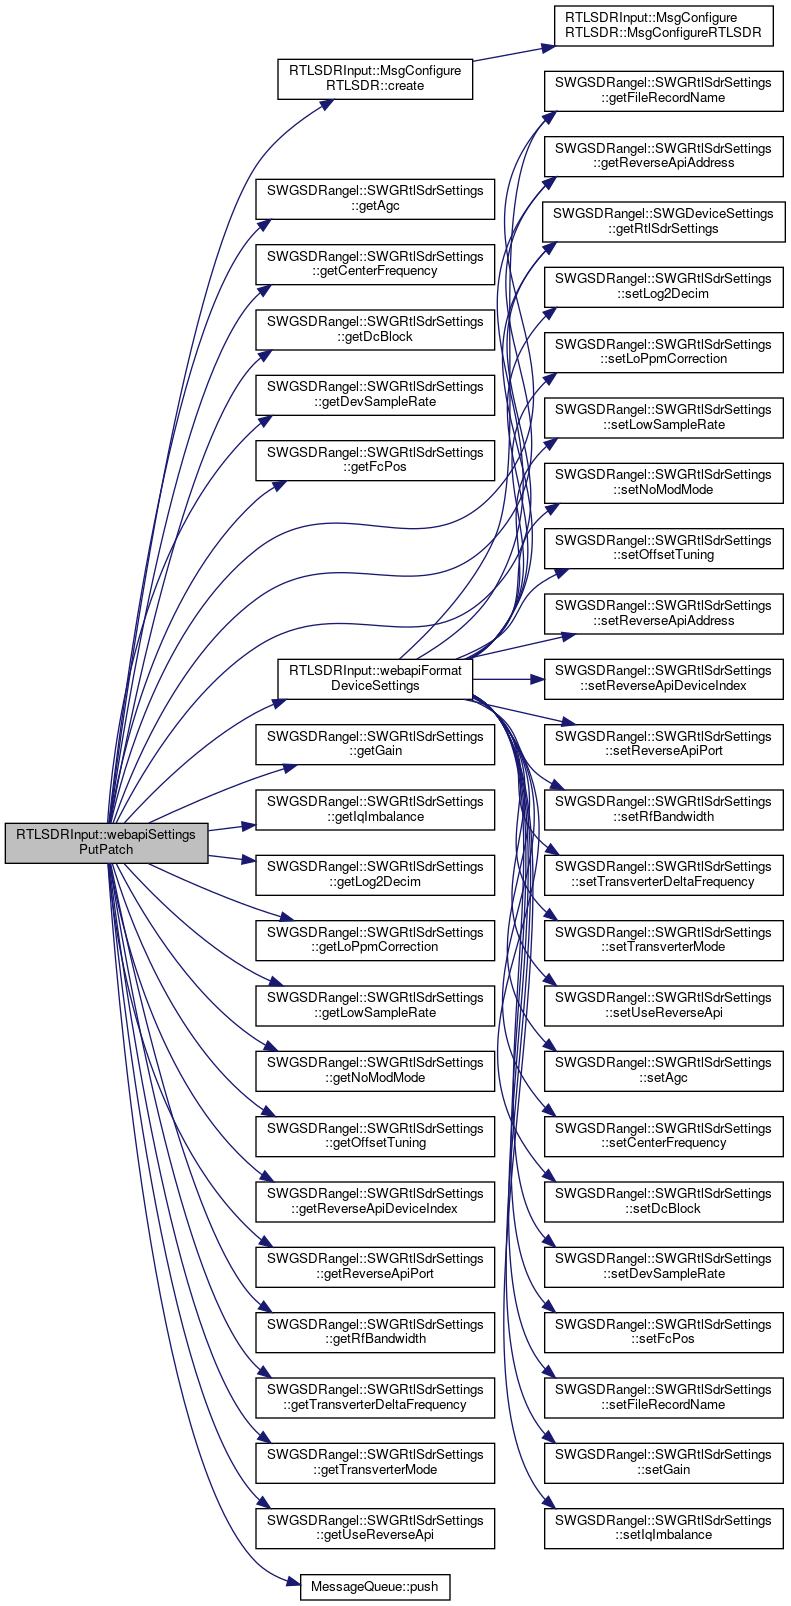 RTLSDRInput::webapiSettings
PutPatch
RTLSDRInput::MsgConfigure
RTLSDR::create
SWGSDRangel::SWGRtlSdrSettings
::getAgc
SWGSDRangel::SWGRtlSdrSettings
::getCenterFrequency
SWGSDRangel::SWGRtlSdrSettings
::getDcBlock
SWGSDRangel::SWGRtlSdrSettings
::getDevSampleRate
SWGSDRangel::SWGRtlSdrSettings
::getFcPos
RTLSDRInput::webapiFormat
DeviceSettings
SWGSDRangel::SWGRtlSdrSettings
::getGain
SWGSDRangel::SWGRtlSdrSettings
::getIqImbalance
SWGSDRangel::SWGRtlSdrSettings
::getLog2Decim
SWGSDRangel::SWGRtlSdrSettings
::getLoPpmCorrection
SWGSDRangel::SWGRtlSdrSettings
::getLowSampleRate
SWGSDRangel::SWGRtlSdrSettings
::getNoModMode
SWGSDRangel::SWGRtlSdrSettings
::getOffsetTuning
SWGSDRangel::SWGRtlSdrSettings
::getReverseApiDeviceIndex
SWGSDRangel::SWGRtlSdrSettings
::getReverseApiPort
SWGSDRangel::SWGRtlSdrSettings
::getRfBandwidth
SWGSDRangel::SWGRtlSdrSettings
::getTransverterDeltaFrequency
SWGSDRangel::SWGRtlSdrSettings
::getTransverterMode
SWGSDRangel::SWGRtlSdrSettings
::getUseReverseApi
MessageQueue::push
RTLSDRInput::MsgConfigure
RTLSDR::MsgConfigureRTLSDR
SWGSDRangel::SWGRtlSdrSettings
::getFileRecordName
SWGSDRangel::SWGRtlSdrSettings
::getReverseApiAddress
SWGSDRangel::SWGDeviceSettings
::getRtlSdrSettings
SWGSDRangel::SWGRtlSdrSettings
::setLog2Decim
SWGSDRangel::SWGRtlSdrSettings
::setLoPpmCorrection
SWGSDRangel::SWGRtlSdrSettings
::setLowSampleRate
SWGSDRangel::SWGRtlSdrSettings
::setNoModMode
SWGSDRangel::SWGRtlSdrSettings
::setOffsetTuning
SWGSDRangel::SWGRtlSdrSettings
::setReverseApiAddress
SWGSDRangel::SWGRtlSdrSettings
::setReverseApiDeviceIndex
SWGSDRangel::SWGRtlSdrSettings
::setReverseApiPort
SWGSDRangel::SWGRtlSdrSettings
::setRfBandwidth
SWGSDRangel::SWGRtlSdrSettings
::setTransverterDeltaFrequency
SWGSDRangel::SWGRtlSdrSettings
::setTransverterMode
SWGSDRangel::SWGRtlSdrSettings
::setUseReverseApi
SWGSDRangel::SWGRtlSdrSettings
::setAgc
SWGSDRangel::SWGRtlSdrSettings
::setCenterFrequency
SWGSDRangel::SWGRtlSdrSettings
::setDcBlock
SWGSDRangel::SWGRtlSdrSettings
::setDevSampleRate
SWGSDRangel::SWGRtlSdrSettings
::setFcPos
SWGSDRangel::SWGRtlSdrSettings
::setFileRecordName
SWGSDRangel::SWGRtlSdrSettings
::setGain
SWGSDRangel::SWGRtlSdrSettings
::setIqImbalance